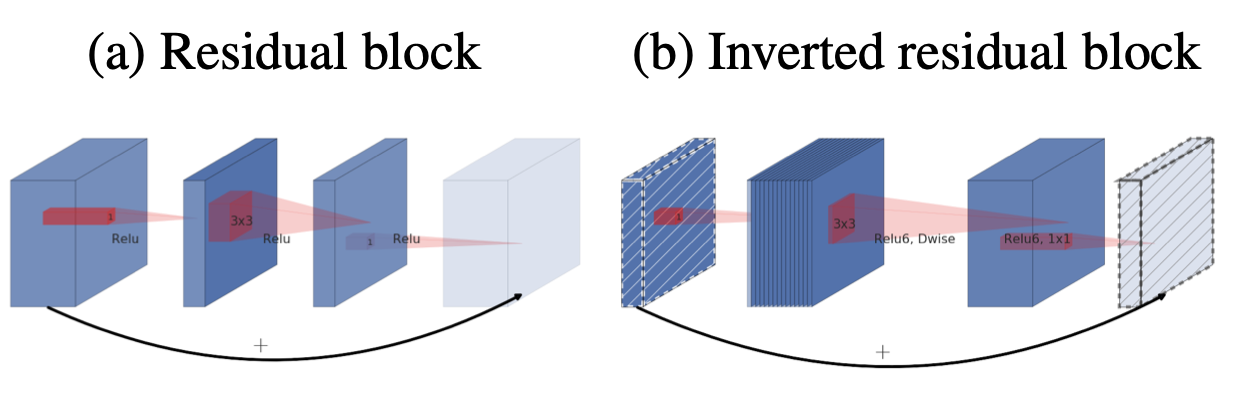 (a) Residual block
(b) Inverted residual block
1
Relu
3x3
Relu
1
Relu
+
1
3x3
Relu6, Dwise
Relu6, 1x1
+